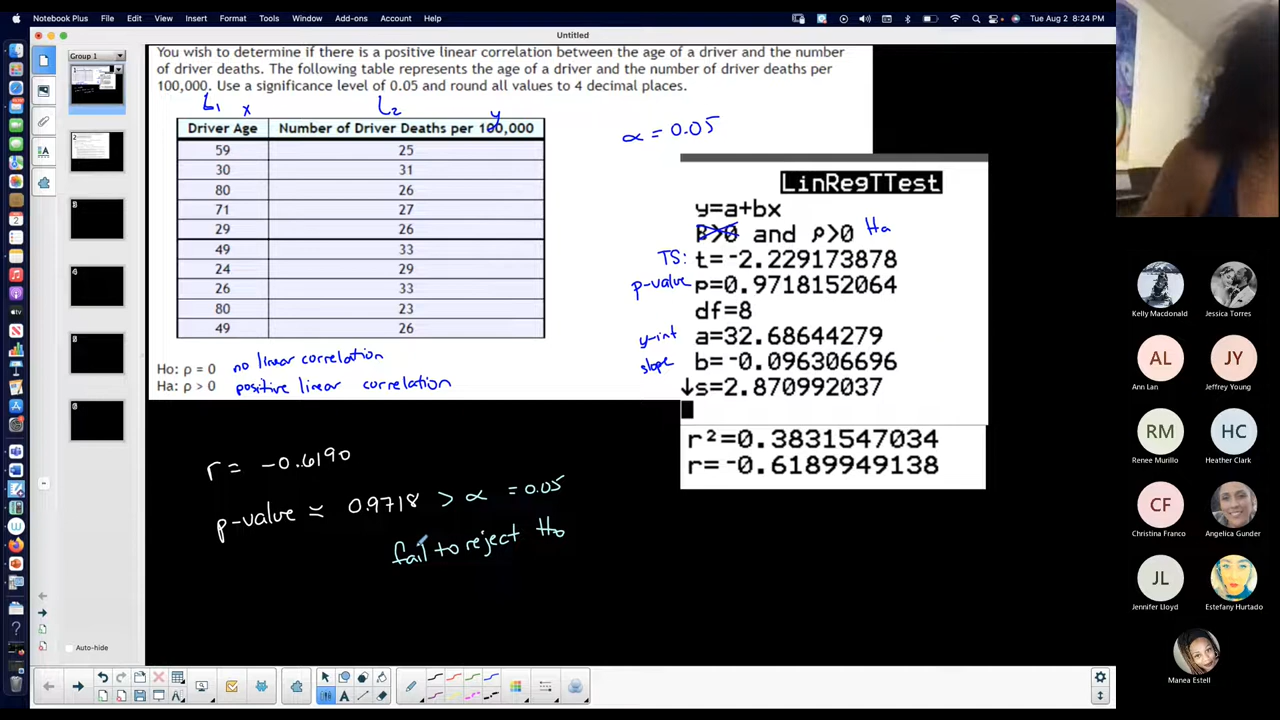 Notebook Plus File Edit View Insert Format Tools Window Add-ons Account Help Tue Aug 2 8:24 PM
Untitled
Group 1
You wish to determine if there is a positive linear correlation between the age of a driver and the number
of driver deaths. The following table represents the age of a driver and the number of driver deaths per
100,000. Use a significance level of 0.05 and round all values to 4 decimal places.
L1 x L2 y
Driver Age Number of Driver Deaths per 100,000
59 25
30 31
80 26
71 27
29 26
49 33
24 29
26 33
80 23
49 26
Ho: ρ = 0 no linear correlation
Ha: ρ > 0 positive linear correlation
α = 0.05
LinRegTTest
y=a+bx
β>0 and ρ>0 Ha
TS: t=-2.229173878
p-value p=0.9718152064
df=8
y-int a=32.68644279
slope b=-0.096306696
↓s=2.870992037
r²=0.3831547034
r=-0.6189949138
r = -0.6190
p-value ≈ 0.9718 > α = 0.05
fail to reject Ho
Auto-hide
Kelly Macdonald Jessica Torres
AL JY
Ann Lan Jeffrey Young
RM HC
Renee Murillo Heather Clark
CF
Christina Franco Angelica Gunder
JL
Jennifer Lloyd Estefany Hurtado
Manea Estell